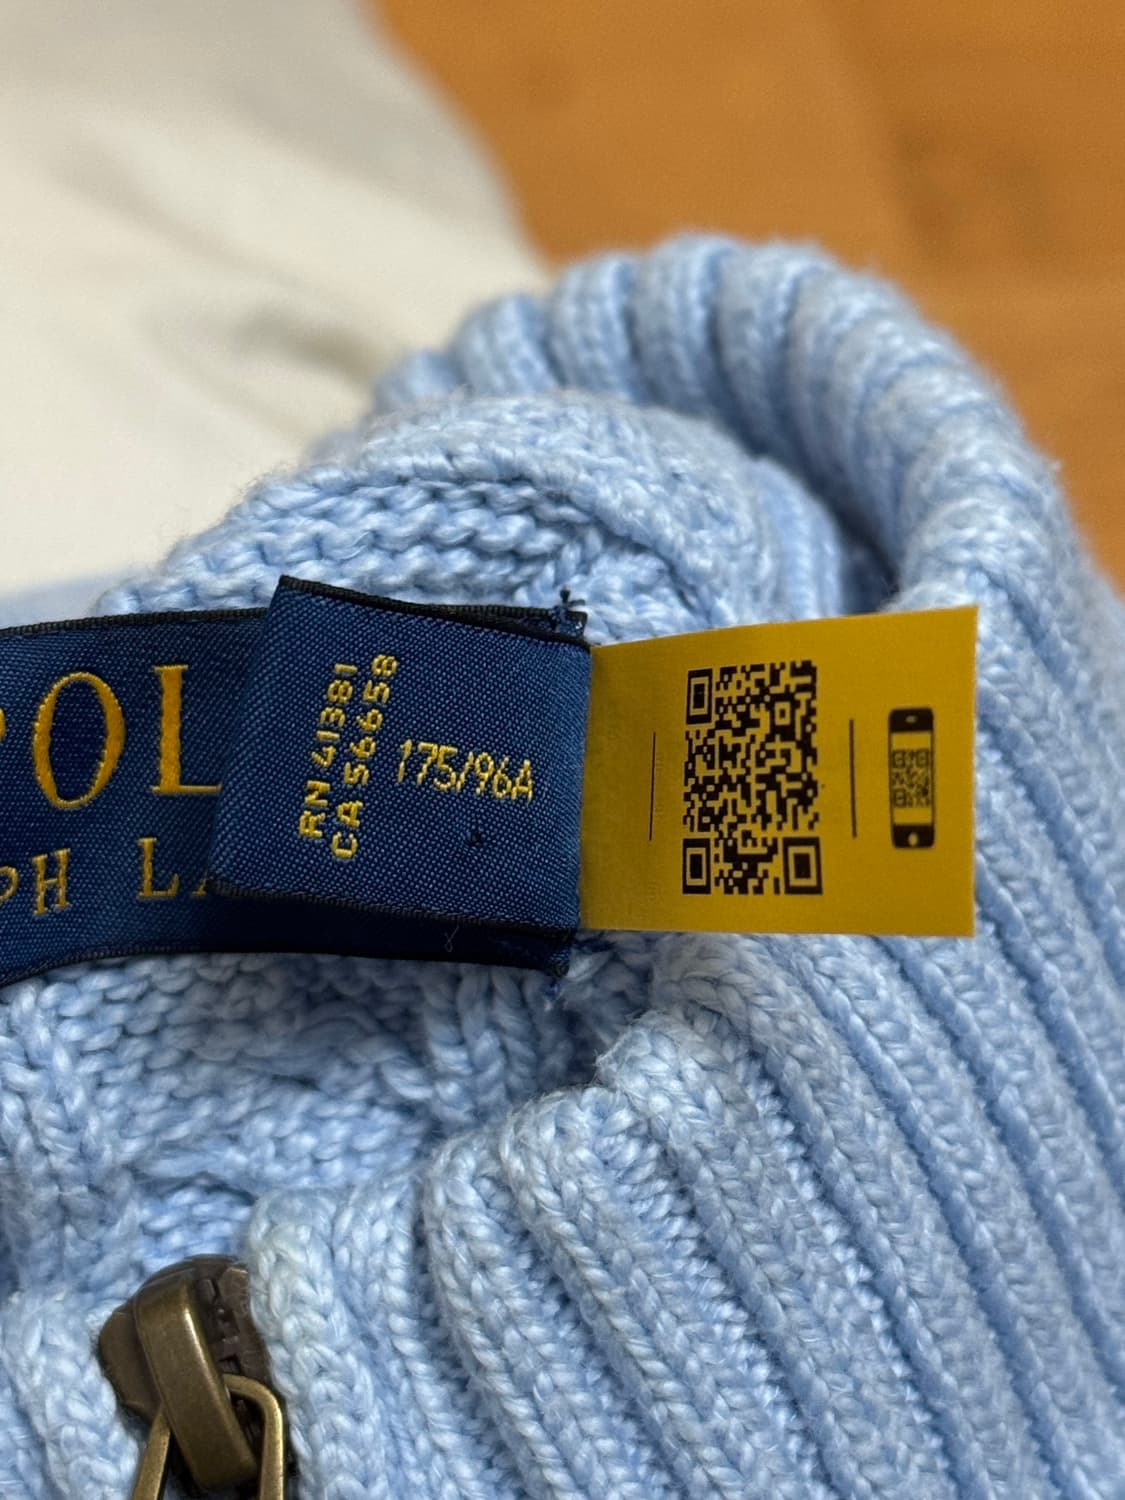 POL
PH LA
RN 41381
CA 56658
175/96A